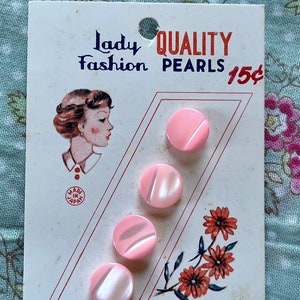 Lady QUALITY
Fashion PEARLS
15¢
MADE IN JAPAN